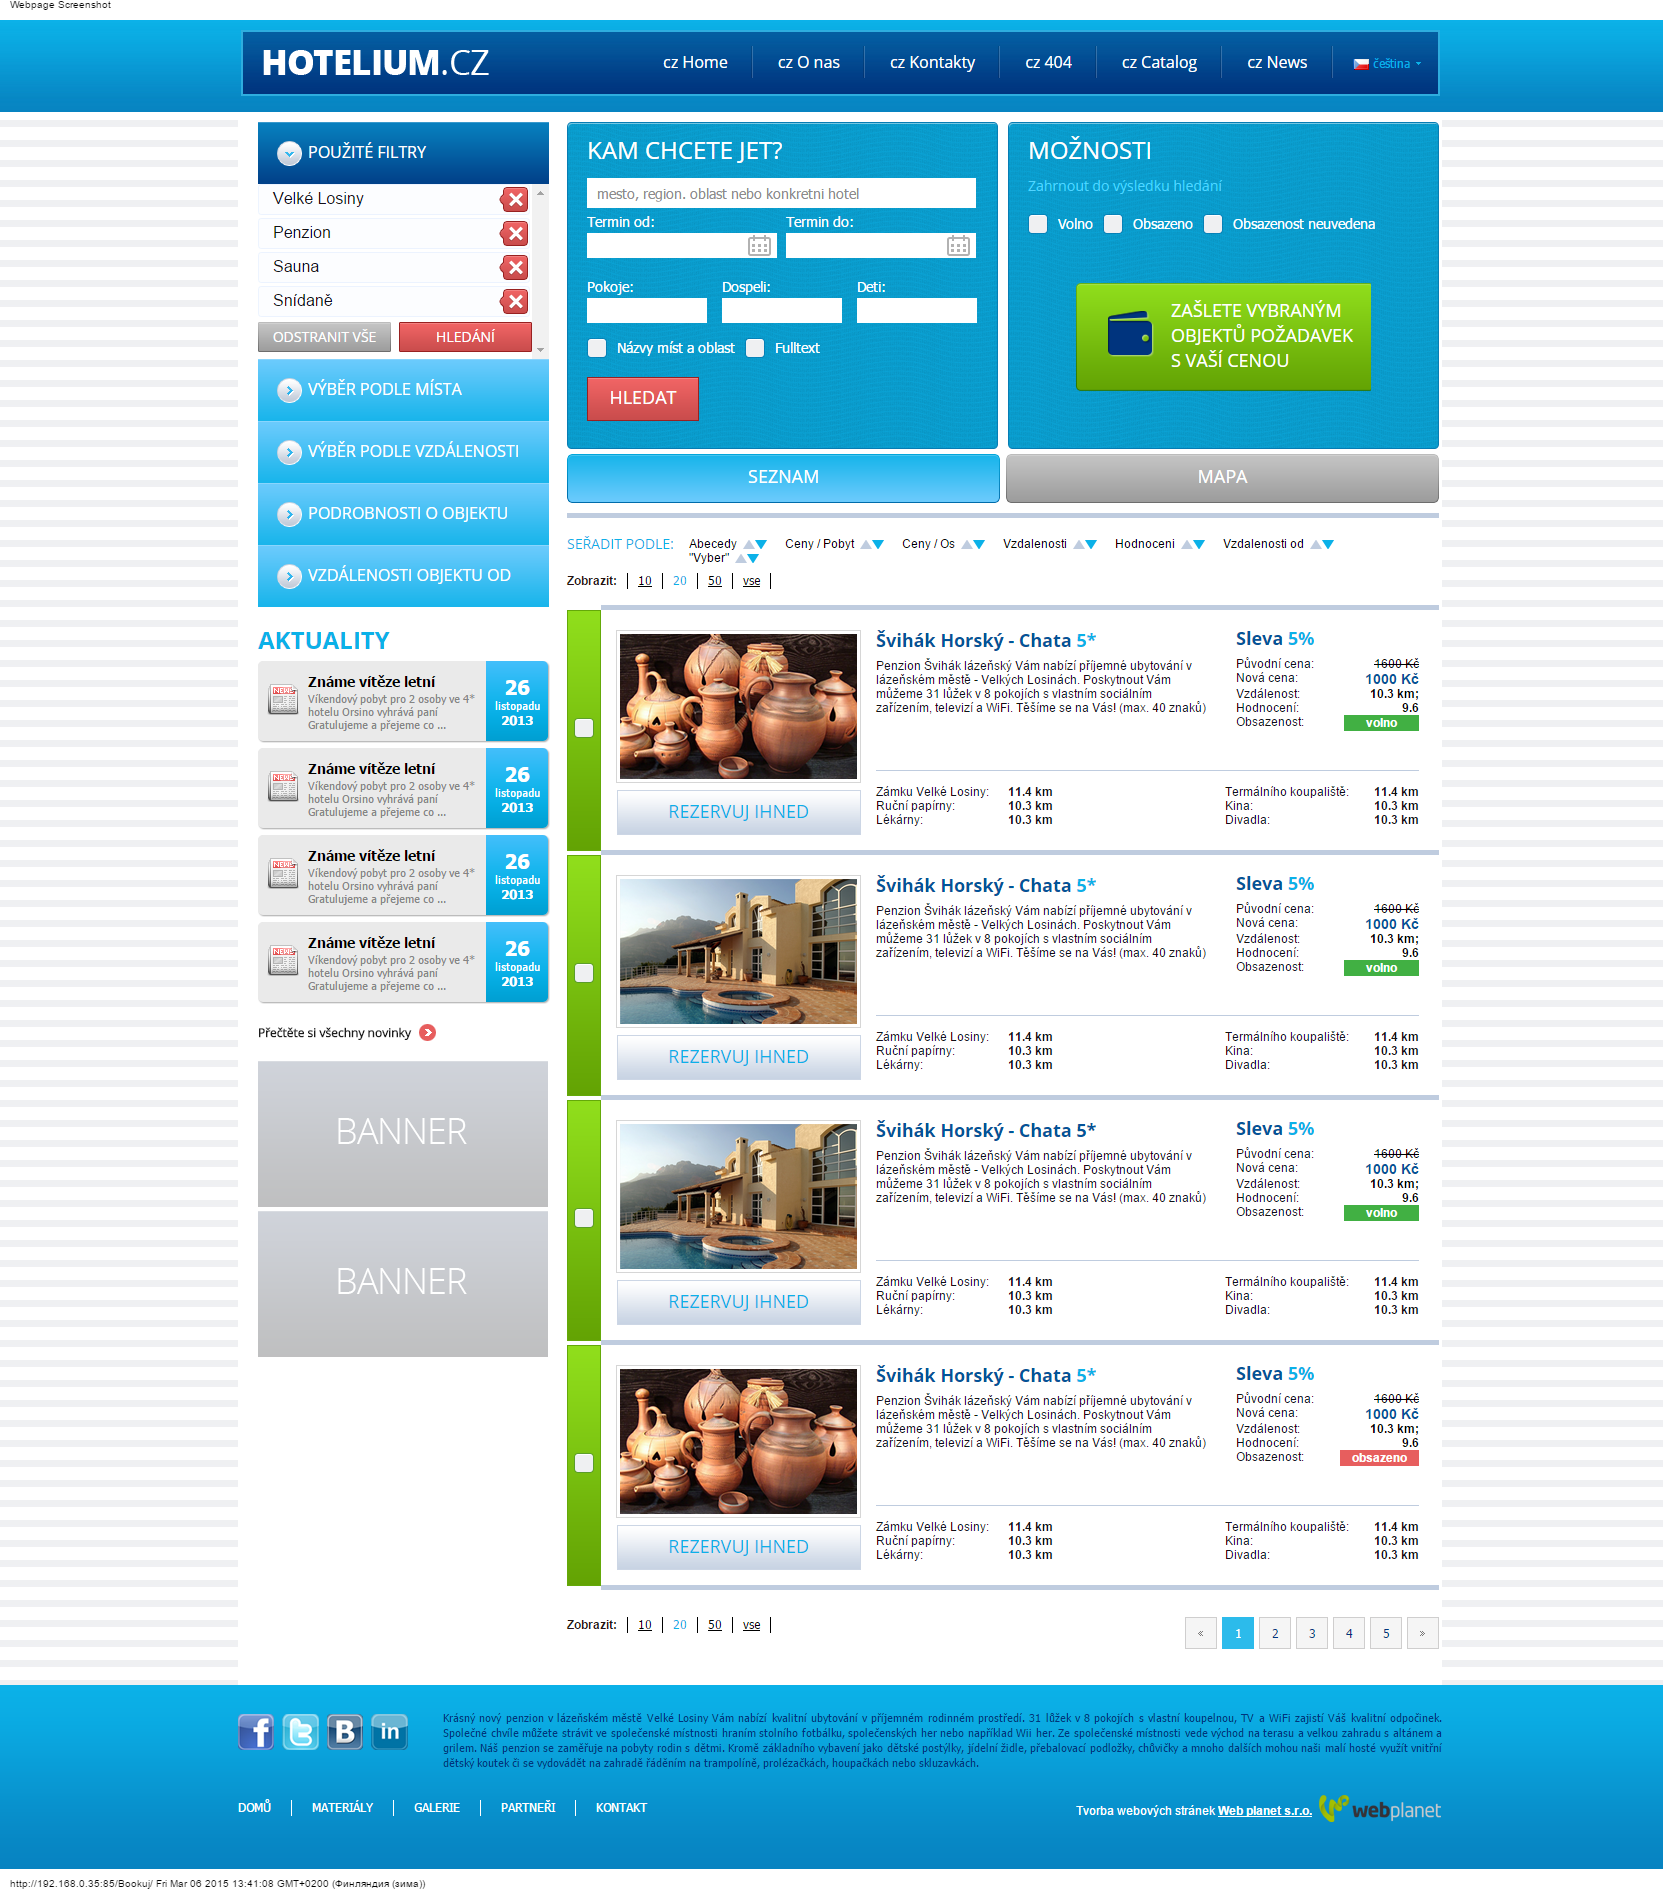 Webpage Screenshot
HOTELIUM.CZ
cz Home
cz O nas
cz Kontakty
cz 404
cz Catalog
cz News
čeština
POUŽITÉ FILTRY
Velké Losiny
Penzion
Sauna
Snídaně
ODSTRANIT VŠE
HLEDÁNÍ
VÝBĚR PODLE MÍSTA
VÝBĚR PODLE VZDÁLENOSTI
PODROBNOSTI O OBJEKTU
VZDÁLENOSTI OBJEKTU OD
AKTUALITY
Známe vítěze letní
Víkendový pobyt pro 2 osoby ve 4*
hotelu Orsino vyhrává paní
Gratulujeme a přejeme co ...
26
listopadu
2013
Známe vítěze letní
Víkendový pobyt pro 2 osoby ve 4*
hotelu Orsino vyhrává paní
Gratulujeme a přejeme co ...
26
listopadu
2013
Známe vítěze letní
Víkendový pobyt pro 2 osoby ve 4*
hotelu Orsino vyhrává paní
Gratulujeme a přejeme co ...
26
listopadu
2013
Známe vítěze letní
Víkendový pobyt pro 2 osoby ve 4*
hotelu Orsino vyhrává paní
Gratulujeme a přejeme co ...
26
listopadu
2013
Přečtěte si všechny novinky
BANNER
BANNER
KAM CHCETE JET?
mesto, region. oblast nebo konkretni hotel
Termin od: Termin do:
Pokoje: Dospeli: Deti:
Názvy míst a oblast Fulltext
HLEDAT
MOŽNOSTI
Zahrnout do výsledku hledání
Volno Obsazeno Obsazenost neuvedena
ZAŠLETE VYBRANÝM
OBJEKTŮ POŽADAVEK
S VAŠÍ CENOU
SEZNAM
MAPA
SEŘADIT PODLE: Abecedy Ceny / Pobyt Ceny / Os Vzdalenosti Hodnoceni Vzdalenosti od
"Vyber"
Zobrazit: 10 20 50 vse
Švihák Horský - Chata 5*
Penzion Švihák lázeňský Vám nabízí příjemné ubytování v
lázeňském městě - Velkých Losinách. Poskytnout Vám
můžeme 31 lůžek v 8 pokojích s vlastním sociálním
zařízením, televizí a WiFi. Těšíme se na Vás! (max. 40 znaků)
Sleva 5%
Původní cena: 1600 Kč
Nová cena: 1000 Kč
Vzdálenost: 10.3 km;
Hodnocení: 9.6
Obsazenost: volno
REZERVUJ IHNED
Zámku Velké Losiny: 11.4 km Termálního koupaliště: 11.4 km
Ruční papírny: 10.3 km Kina: 10.3 km
Lékárny: 10.3 km Divadla: 10.3 km
Švihák Horský - Chata 5*
Penzion Švihák lázeňský Vám nabízí příjemné ubytování v
lázeňském městě - Velkých Losinách. Poskytnout Vám
můžeme 31 lůžek v 8 pokojích s vlastním sociálním
zařízením, televizí a WiFi. Těšíme se na Vás! (max. 40 znaků)
Sleva 5%
Původní cena: 1600 Kč
Nová cena: 1000 Kč
Vzdálenost: 10.3 km;
Hodnocení: 9.6
Obsazenost: volno
REZERVUJ IHNED
Zámku Velké Losiny: 11.4 km Termálního koupaliště: 11.4 km
Ruční papírny: 10.3 km Kina: 10.3 km
Lékárny: 10.3 km Divadla: 10.3 km
Švihák Horský - Chata 5*
Penzion Švihák lázeňský Vám nabízí příjemné ubytování v
lázeňském městě - Velkých Losinách. Poskytnout Vám
můžeme 31 lůžek v 8 pokojích s vlastním sociálním
zařízením, televizí a WiFi. Těšíme se na Vás! (max. 40 znaků)
Sleva 5%
Původní cena: 1600 Kč
Nová cena: 1000 Kč
Vzdálenost: 10.3 km;
Hodnocení: 9.6
Obsazenost: volno
REZERVUJ IHNED
Zámku Velké Losiny: 11.4 km Termálního koupaliště: 11.4 km
Ruční papírny: 10.3 km Kina: 10.3 km
Lékárny: 10.3 km Divadla: 10.3 km
Švihák Horský - Chata 5*
Penzion Švihák lázeňský Vám nabízí příjemné ubytování v
lázeňském městě - Velkých Losinách. Poskytnout Vám
můžeme 31 lůžek v 8 pokojích s vlastním sociálním
zařízením, televizí a WiFi. Těšíme se na Vás! (max. 40 znaků)
Sleva 5%
Původní cena: 1600 Kč
Nová cena: 1000 Kč
Vzdálenost: 10.3 km;
Hodnocení: 9.6
Obsazenost: obsazeno
REZERVUJ IHNED
Zámku Velké Losiny: 11.4 km Termálního koupaliště: 11.4 km
Ruční papírny: 10.3 km Kina: 10.3 km
Lékárny: 10.3 km Divadla: 10.3 km
Zobrazit: 10 20 50 vse
« 1 2 3 4 5 »
f t B in
Krásný nový penzion v lázeňském městě Velké Losiny Vám nabízí kvalitní ubytování v příjemném rodinném prostředí. 31 lůžek v 8 pokojích s vlastní koupelnou, TV a WiFi zajistí Váš kvalitní odpočinek.
Společné chvíle můžete strávit ve společenské místnosti hraním stolního fotbálku, společenských her nebo například Wii her. Ze společenské místnosti vede východ na terasu a velkou zahradu s altánem a
grilem. Náš penzion se zaměřuje na pobyty rodin s dětmi. Kromě základního vybavení jako dětské postýlky, jídelní židle, přebalovací podložky, chůvičky a mnoho dalších mohou naši malí hosté využít vnitřní
dětský koutek či se vydovádět na zahradě řáděním na trampolíně, prolézačkách, houpačkách nebo skluzavkách.
DOMŮ
MATERIÁLY
GALERIE
PARTNEŘI
KONTAKT
Tvorba webových stránek Web planet s.r.o. webplanet
http://192.168.0.35:85/Bookuj/ Fri Mar 06 2015 13:41:08 GMT+0200 (Финляндия (зима))